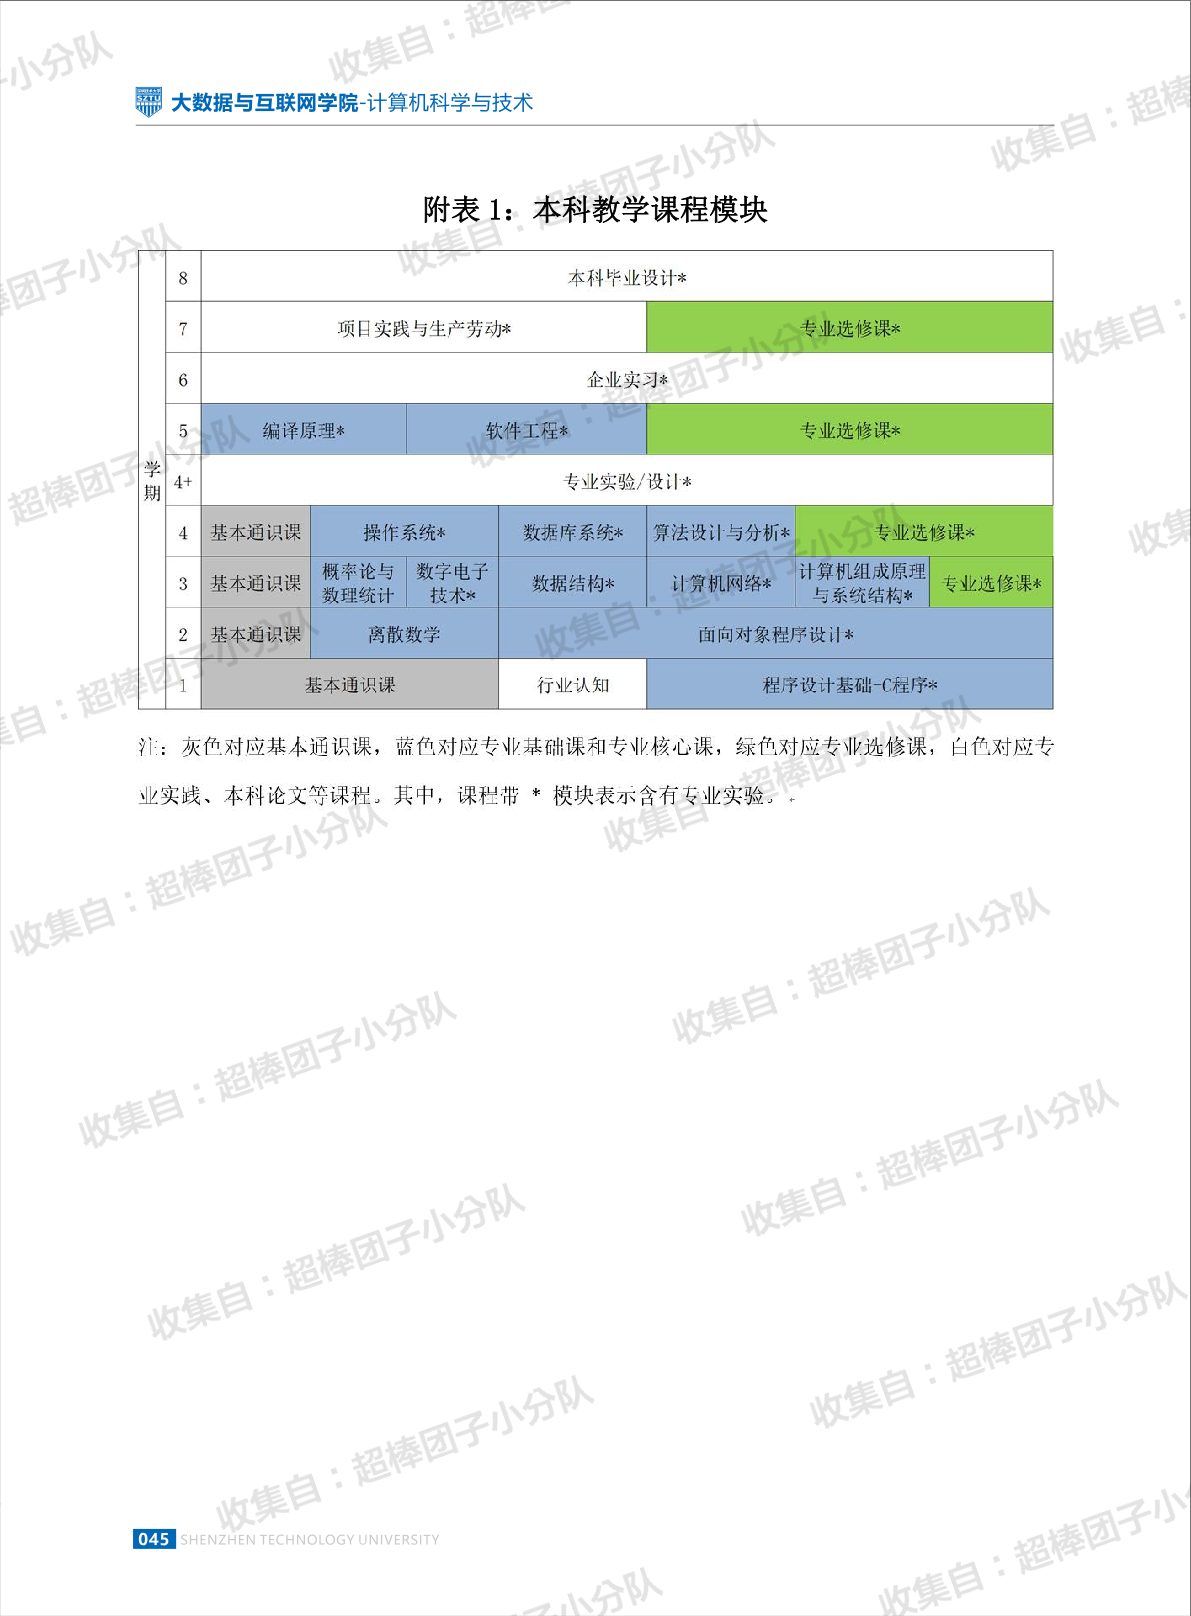 大数据与互联网学院-计算机科学与技术
附表 1：本科教学课程模块
学期
8 本科毕业设计*
7 项目实践与生产劳动* 专业选修课*
6 企业实习*
5 编译原理* 软件工程* 专业选修课*
4+ 专业实验/设计*
4 基本通识课 操作系统* 数据库系统* 算法设计与分析* 专业选修课*
3 基本通识课 概率论与数理统计 数字电子技术* 数据结构* 计算机网络* 计算机组成原理与系统结构* 专业选修课*
2 基本通识课 离散数学 面向对象程序设计*
1 基本通识课 行业认知 程序设计基础-C程序*
注：灰色对应基本通识课，蓝色对应专业基础课和专业核心课，绿色对应专业选修课，白色对应专
业实践、本科论文等课程。其中，课程带 * 模块表示含有专业实验。
045 SHENZHEN TECHNOLOGY UNIVERSITY
收集自：超棒团子小分队